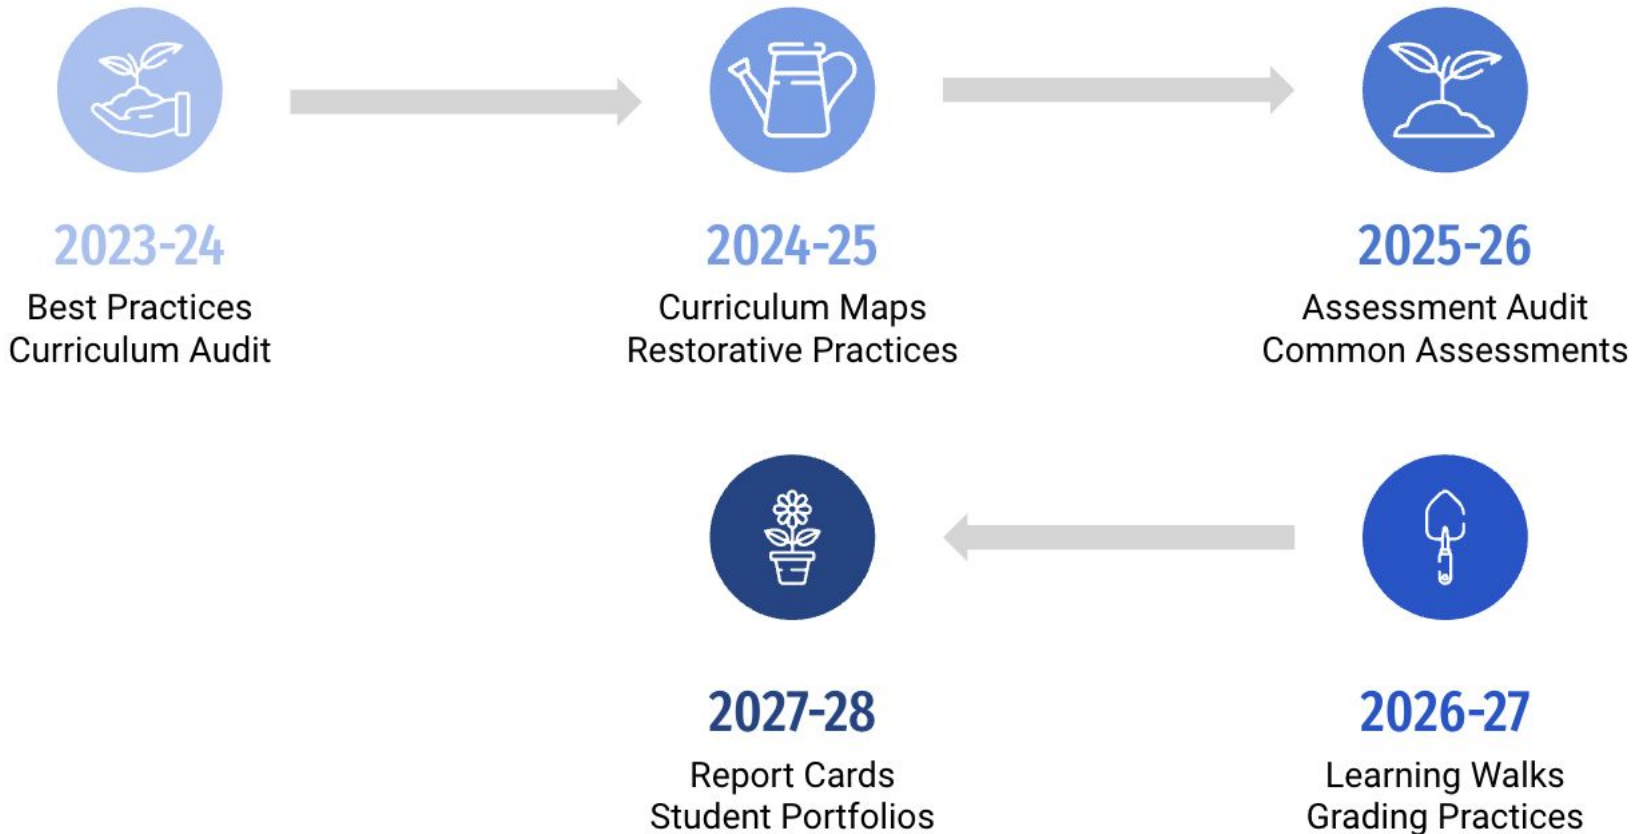 2023-24
Best Practices
Curriculum Audit
2024-25
Curriculum Maps
Restorative Practices
2025-26
Assessment Audit
Common Assessments
2027-28
Report Cards
Student Portfolios
2026-27
Learning Walks
Grading Practices